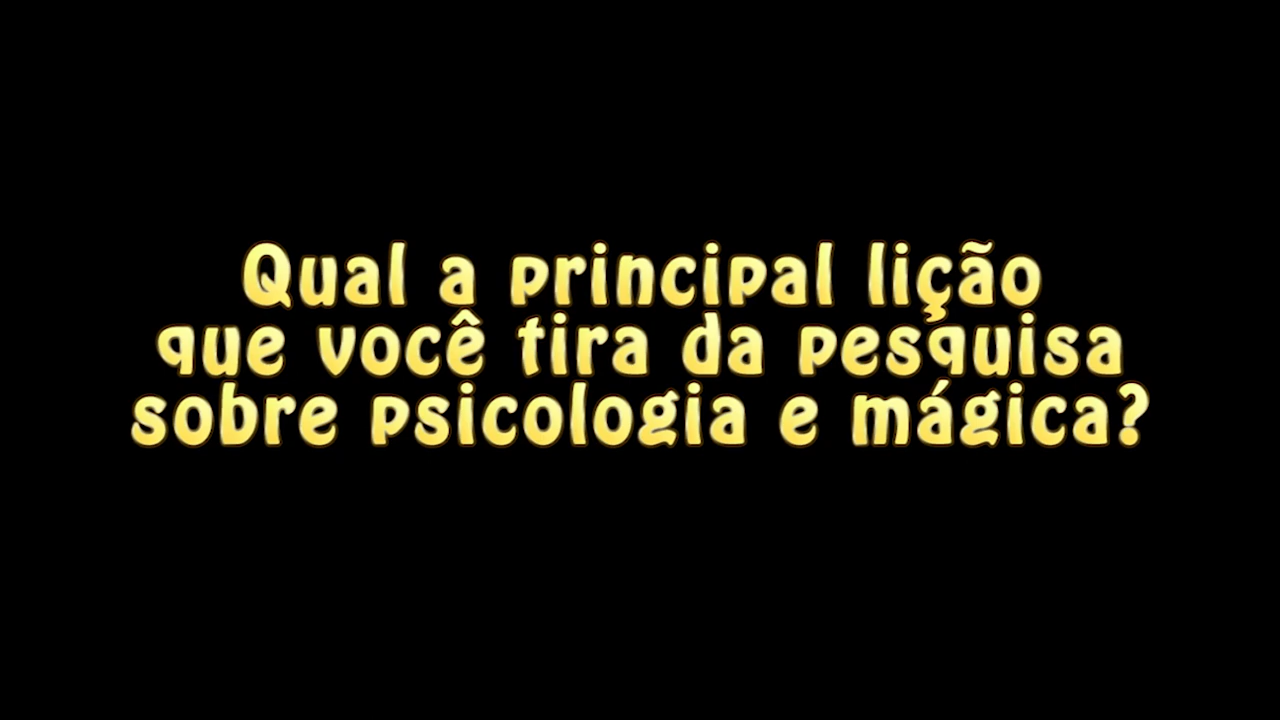 Qual a principal lição
que você tira da pesquisa
sobre psicologia e mágica?